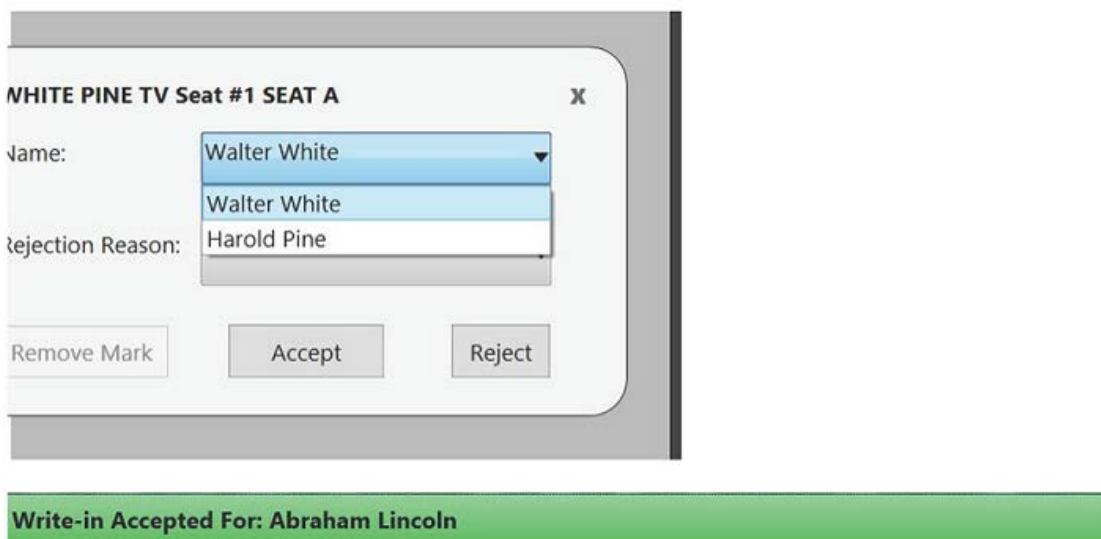 WHITE PINE TV Seat #1 SEAT A X
Name: Walter White
Walter White
Harold Pine
Rejection Reason:
Remove Mark Accept Reject
Write-in Accepted For: Abraham Lincoln